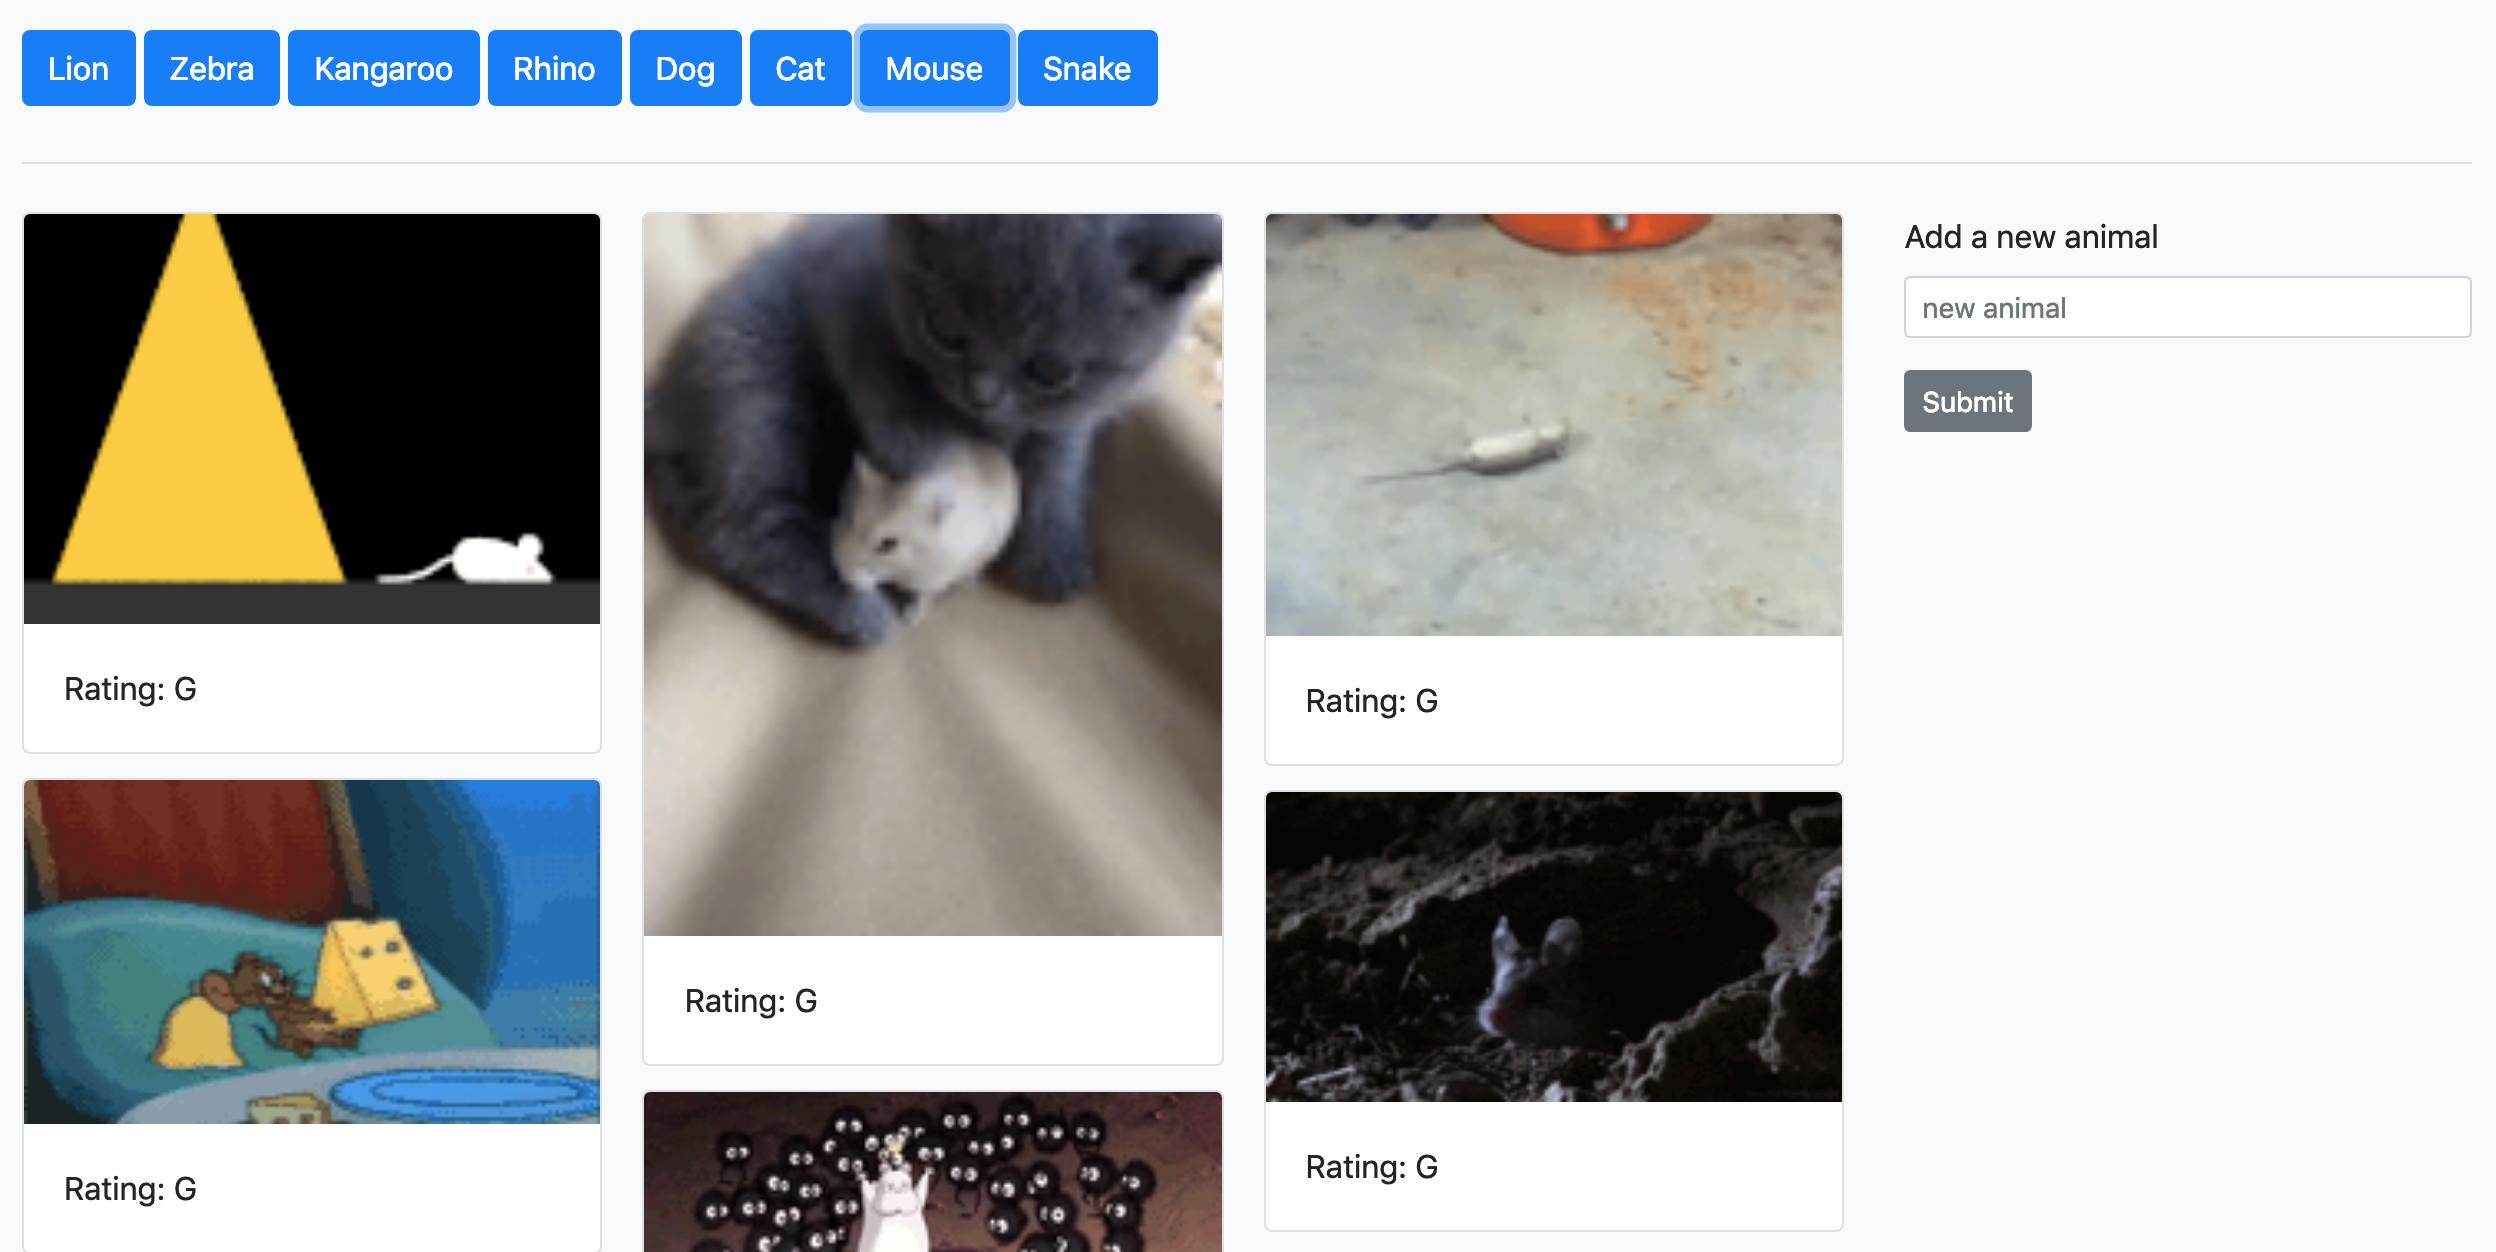 Lion Zebra Kangaroo Rhino Dog Cat Mouse Snake
Rating: G
Rating: G
Rating: G
Rating: G
Rating: G
Add a new animal
new animal
Submit